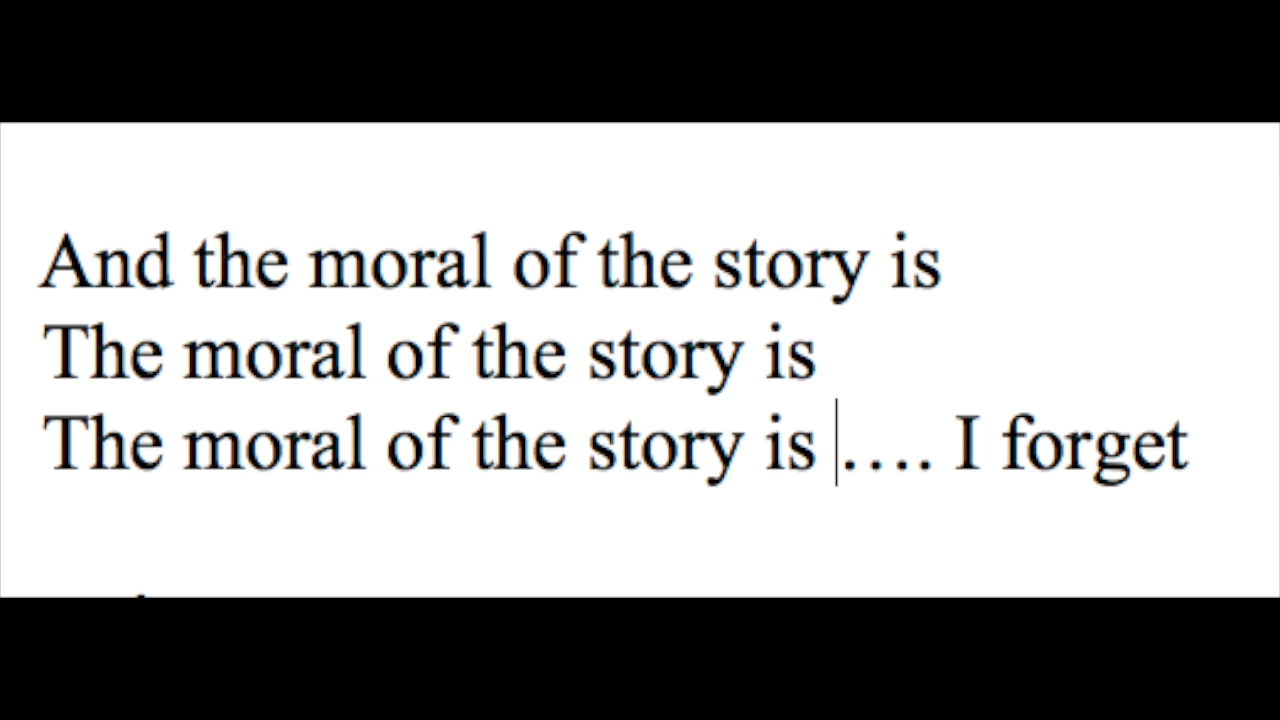 And the moral of the story is
The moral of the story is
The moral of the story is …. I forget